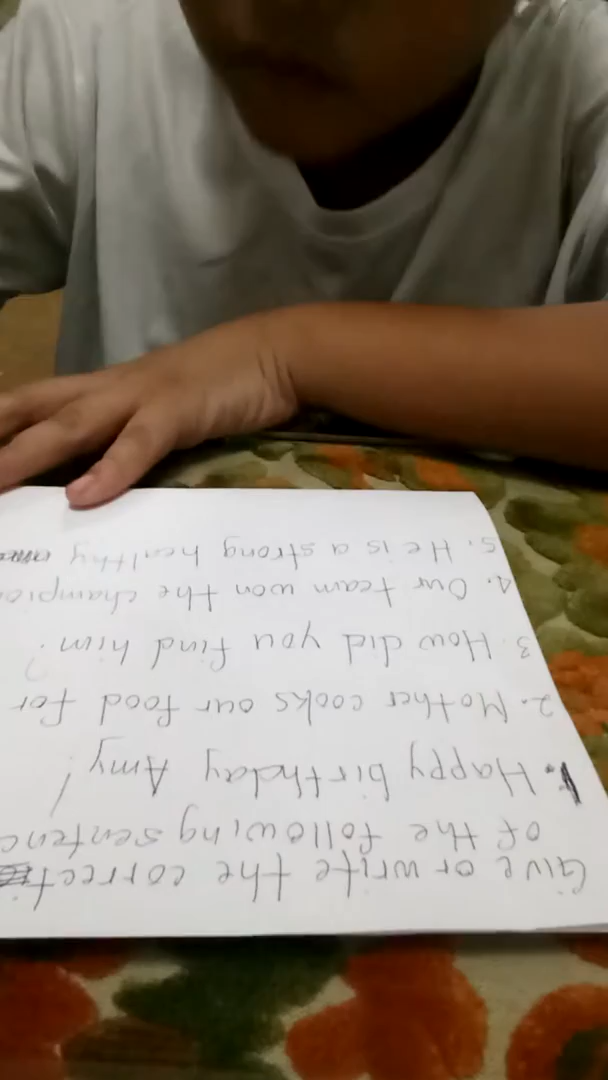 Give or write the correct
of the following sentenc
1. Happy birthday Amy!
2. Mother cooks our food for
3. How did you find him. ?
4. Our team won the champio
5. He is a strong healthy